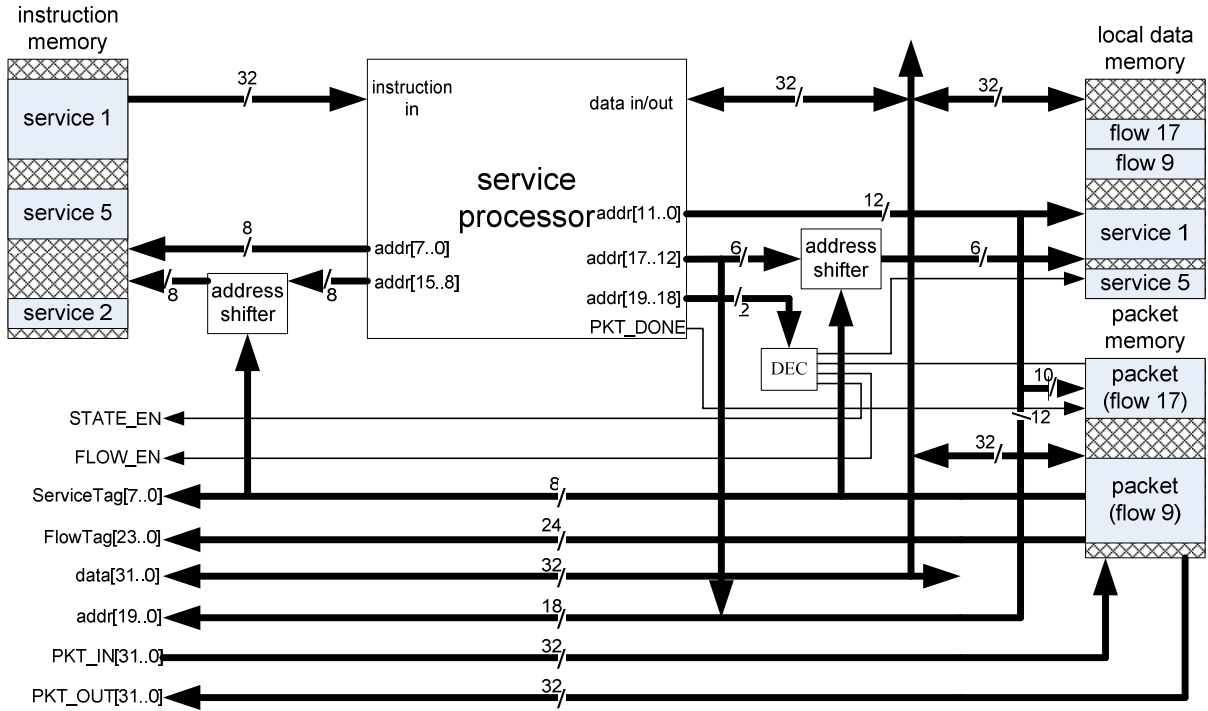 instruction
memory
service 1
service 5
service 2
32
instruction
in
data in/out
service
processor
addr[11..0]
addr[7..0]
addr[15..8]
addr[17..12]
addr[19..18]
PKT_DONE
8
8
8
address
shifter
32
32
12
6
address
shifter
6
2
DEC
local data
memory
flow 17
flow 9
service 1
service 5
packet
memory
packet
(flow 17)
packet
(flow 9)
10
12
32
STATE_EN
FLOW_EN
ServiceTag[7..0]
8
FlowTag[23..0]
24
data[31..0]
32
addr[19..0]
18
PKT_IN[31..0]
32
PKT_OUT[31..0]
32